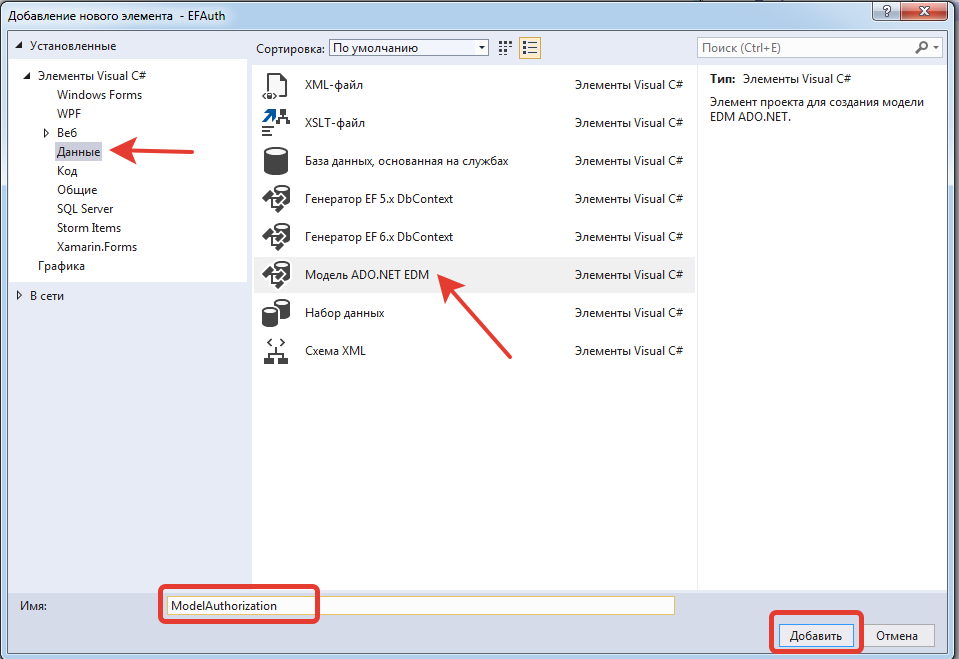 Добавление нового элемента - EFAuth
?
Установленные
Сортировка: По умолчанию
Поиск (Ctrl+E)
Элементы Visual C#
Windows Forms
WPF
Веб
Данные
Код
Общие
SQL Server
Storm Items
Xamarin.Forms
Графика
В сети
XML-файл Элементы Visual C#
XSLT-файл Элементы Visual C#
База данных, основанная на службах Элементы Visual C#
Генератор EF 5.x DbContext Элементы Visual C#
Генератор EF 6.x DbContext Элементы Visual C#
Модель ADO.NET EDM Элементы Visual C#
Набор данных Элементы Visual C#
Схема XML Элементы Visual C#
Тип: Элементы Visual C#
Элемент проекта для создания модели
EDM ADO.NET.
Имя: ModelAuthorization
Добавить Отмена